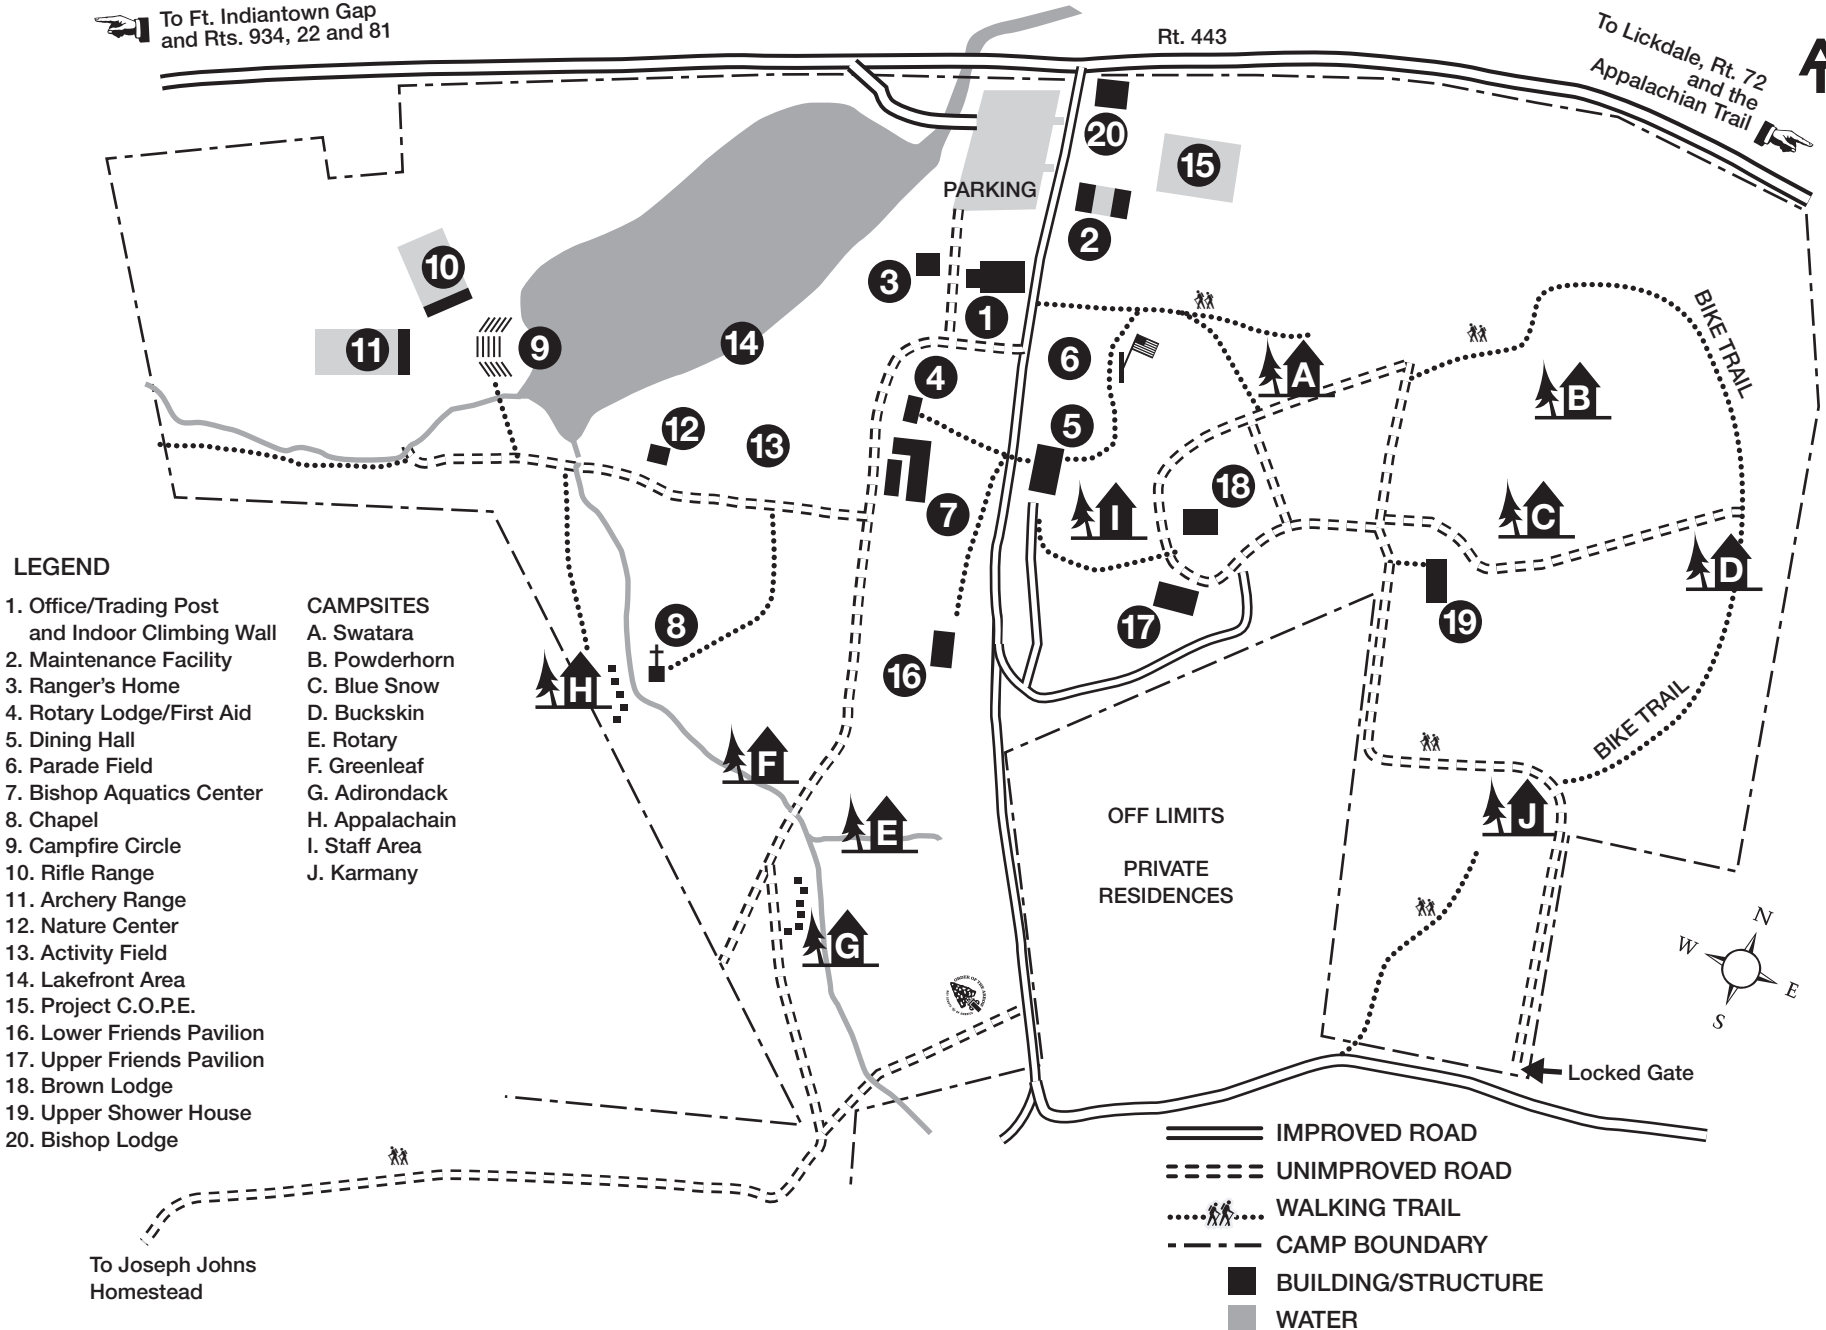 To Ft. Indiantown Gap
and Rts. 934, 22 and 81
Rt. 443
To Lickdale, Rt. 72
and the
Appalachian Trail
20
15
PARKING
2
10
3
1
BIKE TRAIL
11
9
14
6
4
A
B
12
13
5
18
I
C
7
D
LEGEND
1. Office/Trading Post
and Indoor Climbing Wall
2. Maintenance Facility
3. Ranger's Home
4. Rotary Lodge/First Aid
5. Dining Hall
6. Parade Field
7. Bishop Aquatics Center
8. Chapel
9. Campfire Circle
10. Rifle Range
11. Archery Range
12. Nature Center
13. Activity Field
14. Lakefront Area
15. Project C.O.P.E.
16. Lower Friends Pavilion
17. Upper Friends Pavilion
18. Brown Lodge
19. Upper Shower House
20. Bishop Lodge
CAMPSITES
A. Swatara
B. Powderhorn
C. Blue Snow
D. Buckskin
E. Rotary
F. Greenleaf
G. Adirondack
H. Appalachain
I. Staff Area
J. Karmany
8
17
19
16
H
BIKE TRAIL
F
E
J
OFF LIMITS
PRIVATE
RESIDENCES
G
N
W
E
S
Locked Gate
IMPROVED ROAD
UNIMPROVED ROAD
WALKING TRAIL
CAMP BOUNDARY
BUILDING/STRUCTURE
WATER
To Joseph Johns
Homestead